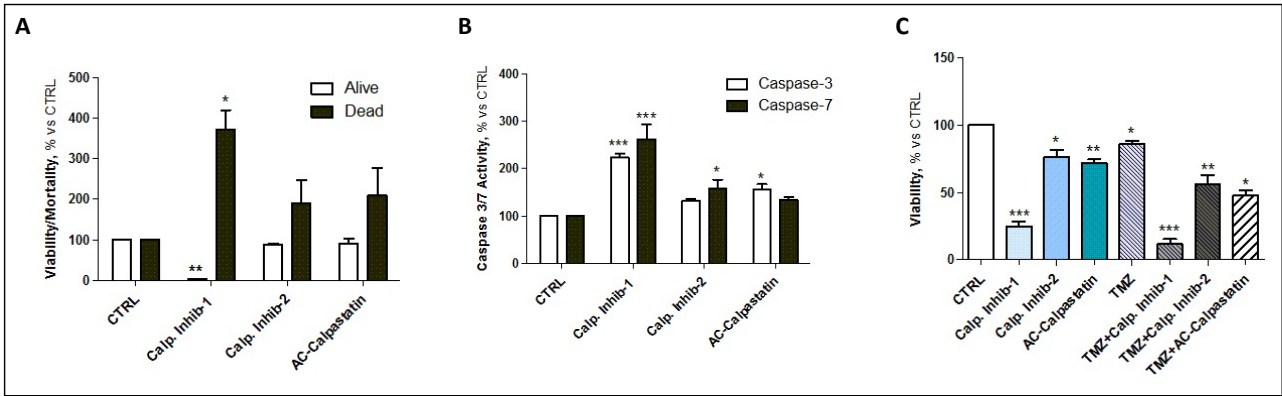 A
Viability/Mortality, % vs CTRL
500
400
300
200
100
0
Alive
Dead
*
**
CTRL
Calp. Inhib-1
Calp. Inhib-2
AC-Calpastatin
B
Caspase 3/7 Activity, % vs CTRL
400
300
200
100
0
Caspase-3
Caspase-7
***
***
*
*
CTRL
Calp. Inhib-1
Calp. Inhib-2
AC-Calpastatin
C
Viability, % vs CTRL
150
100
50
0
***
*
**
*
***
**
*
CTRL
Calp. Inhib-1
Calp. Inhib-2
AC-Calpastatin
TMZ
TMZ+Calp. Inhib-1
TMZ+Calp. Inhib-2
TMZ+AC-Calpastatin